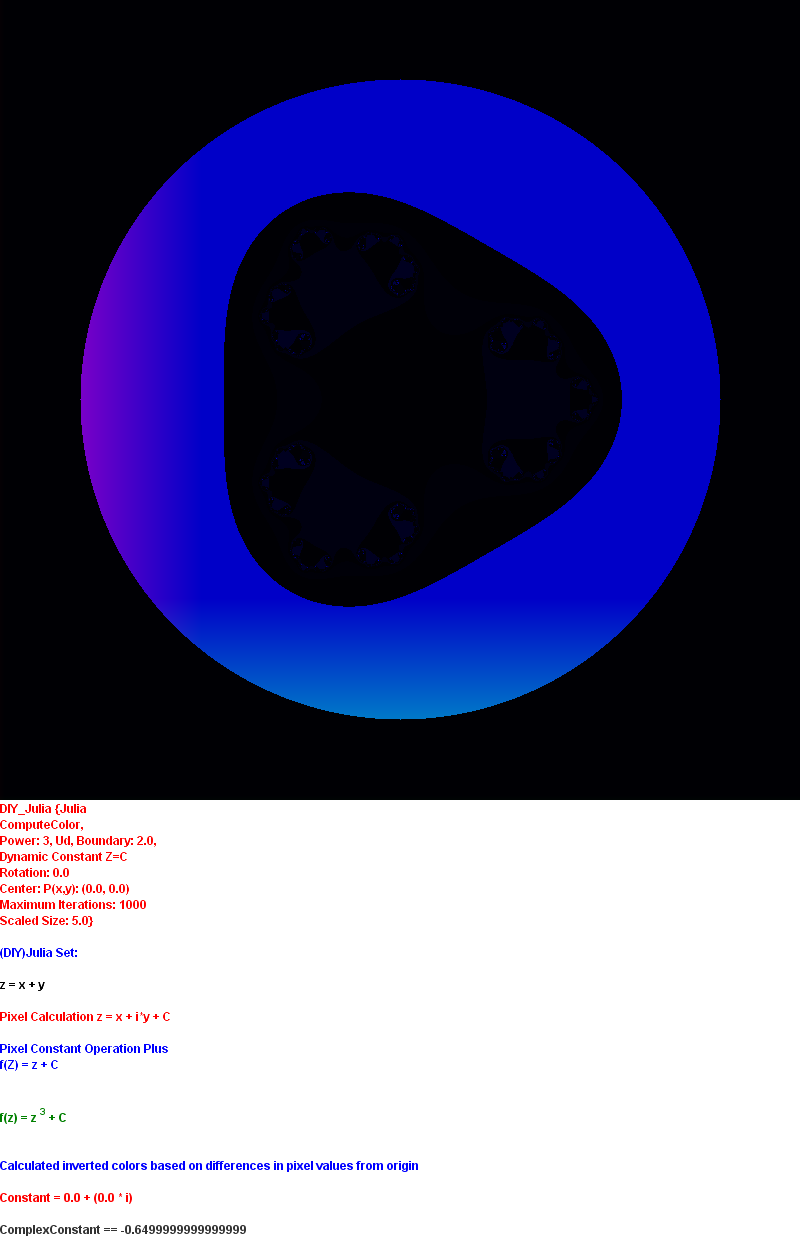 DIY_Julia {Julia
ComputeColor,
Power: 3, Ud, Boundary: 2.0,
Dynamic Constant Z=C
Rotation: 0.0
Center: P(x,y): (0.0, 0.0)
Maximum Iterations: 1000
Scaled Size: 5.0}
(DIY)Julia Set:
z = x + y
Pixel Calculation z = x + i*y + C
Pixel Constant Operation Plus
f(Z) = z + C
f(z) = z ³ + C
Calculated inverted colors based on differences in pixel values from origin
Constant = 0.0 + (0.0 * i)
ComplexConstant == -0.6499999999999999